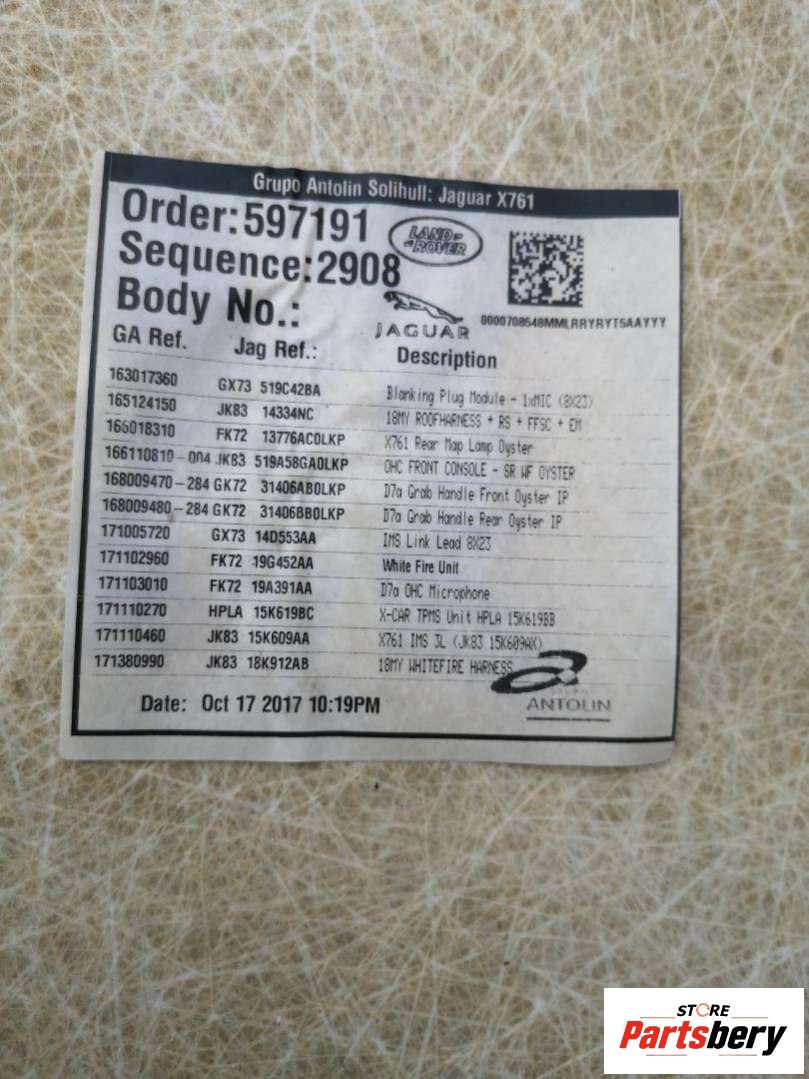 Grupo Antolin Solihull: Jaguar X761
Order:597191
Sequence:2908
Body No.:
LAND ROVER
JAGUAR
0000708548MMLRRYRYTSAAYYY
GA Ref. Jag Ref.: Description
163017360 GX73 519C42BA Blanking Plug Module - 1xMIC (8X23)
165124150 JK83 14334NC 18MY ROOFHARNESS + RS + FFSC + EM
166018310 FK72 13776AC0LKP X761 Rear Map Lamp Oyster
166110810-004 JK83 519A58GA0LKP OHC FRONT CONSOLE - SR WF OYSTER
168009470-284 GK72 31406AB0LKP D7a Grab Handle Front Oyster IP
168009480-284 GK72 31406BB0LKP D7a Grab Handle Rear Oyster IP
171005720 GX73 14D553AA IMS Link Lead 8X23
171102960 FK72 19G452AA White Fire Unit
171103010 FK72 19A391AA D7a OHC Microphone
171110270 HPLA 15K619BC X-CAR TPMS Unit HPLA 15K619BB
171110460 JK83 15K609AA X761 IMS 3L (JK83 15K609AX)
171380990 JK83 18K912AB 18MY WHITEFIRE HARNESS
Date: Oct 17 2017 10:19PM
ANTOLIN
STORE
Partsbery